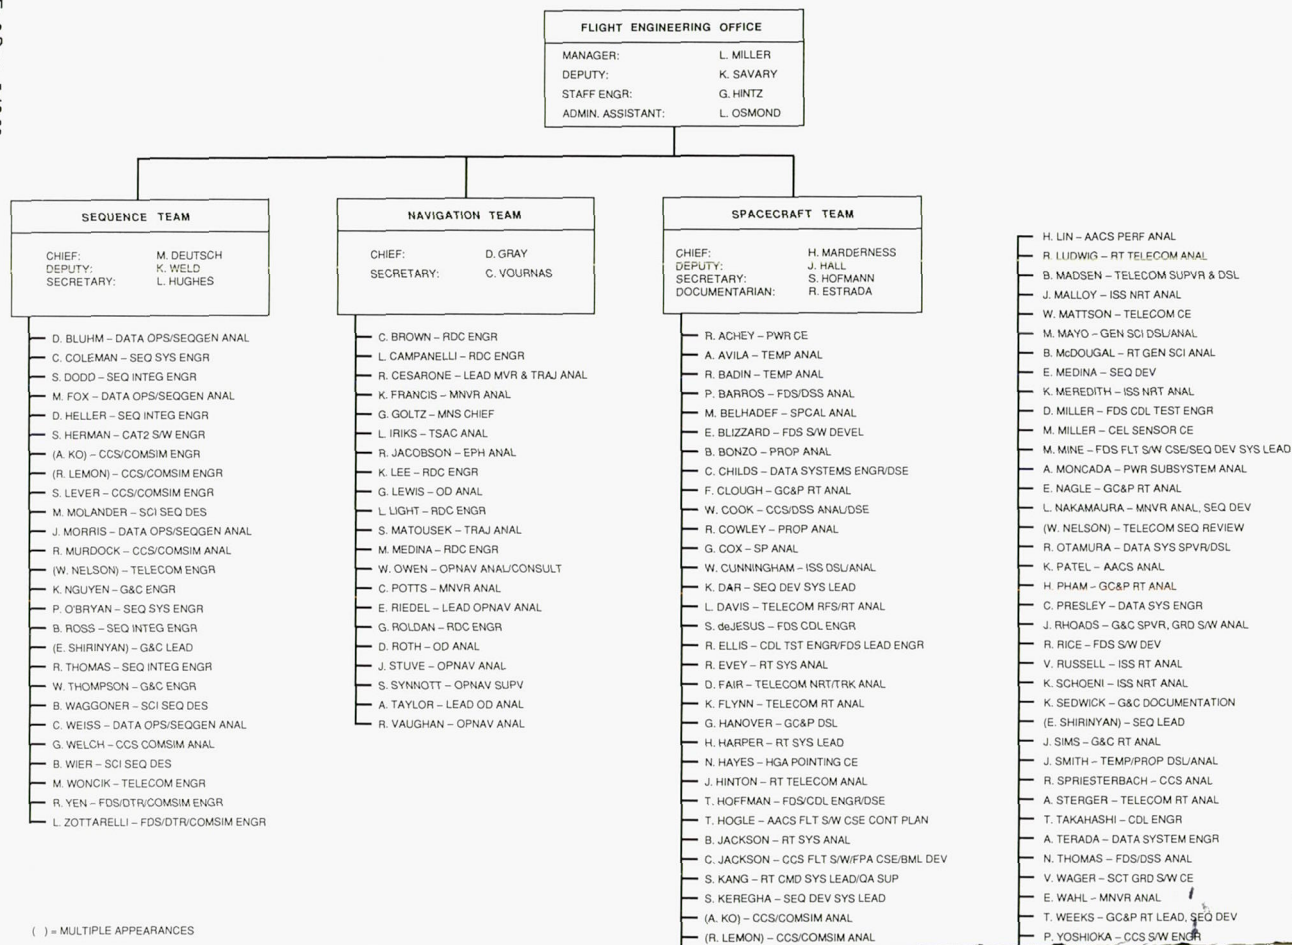 FLIGHT ENGINEERING OFFICE
MANAGER: L. MILLER
DEPUTY: K. SAVARY
STAFF ENGR: G. HINTZ
ADMIN. ASSISTANT: L. OSMOND
SEQUENCE TEAM
CHIEF: M. DEUTSCH
DEPUTY: K. WELD
SECRETARY: L. HUGHES
D. BLUHM – DATA OPS/SEQGEN ANAL
C. COLEMAN – SEQ SYS ENGR
S. DODD – SEQ INTEG ENGR
M. FOX – DATA OPS/SEQGEN ANAL
D. HELLER – SEQ INTEG ENGR
S. HERMAN – CAT2 S/W ENGR
(A. KO) – CCS/COMSIM ENGR
(R. LEMON) – CCS/COMSIM ENGR
S. LEVER – CCS/COMSIM ENGR
M. MOLANDER – SCI SEQ DES
J. MORRIS – DATA OPS/SEQGEN ANAL
R. MURDOCK – CCS/COMSIM ANAL
(W. NELSON) – TELECOM ENGR
K. NGUYEN – G&C ENGR
P. O'BRYAN – SEQ SYS ENGR
B. ROSS – SEQ INTEG ENGR
(E. SHIRINYAN) – G&C LEAD
R. THOMAS – SEQ INTEG ENGR
W. THOMPSON – G&C ENGR
B. WAGGONER – SCI SEQ DES
C. WEISS – DATA OPS/SEQGEN ANAL
G. WELCH – CCS COMSIM ANAL
B. WIER – SCI SEQ DES
M. WONCIK – TELECOM ENGR
R. YEN – FDS/DTR/COMSIM ENGR
L. ZOTTARELLI – FDS/DTR/COMSIM ENGR
( ) = MULTIPLE APPEARANCES
NAVIGATION TEAM
CHIEF: D. GRAY
SECRETARY: C. VOURNAS
C. BROWN – RDC ENGR
L. CAMPANELLI – RDC ENGR
R. CESARONE – LEAD MVR & TRAJ ANAL
K. FRANCIS – MNVR ANAL
G. GOLTZ – MNS CHIEF
L. IRIKS – TSAC ANAL
R. JACOBSON – EPH ANAL
K. LEE – RDC ENGR
G. LEWIS – OD ANAL
L. LIGHT – RDC ENGR
S. MATOUSEK – TRAJ ANAL
M. MEDINA – RDC ENGR
W. OWEN – OPNAV ANAL/CONSULT
C. POTTS – MNVR ANAL
E. RIEDEL – LEAD OPNAV ANAL
G. ROLDAN – RDC ENGR
D. ROTH – OD ANAL
J. STUVE – OPNAV ANAL
S. SYNNOTT – OPNAV SUPV
A. TAYLOR – LEAD OD ANAL
R. VAUGHAN – OPNAV ANAL
SPACECRAFT TEAM
CHIEF: H. MARDERNESS
DEPUTY: J. HALL
SECRETARY: S. HOFMANN
DOCUMENTARIAN: R. ESTRADA
R. ACHEY – PWR CE
A. AVILA – TEMP ANAL
R. BADIN – TEMP ANAL
P. BARROS – FDS/DSS ANAL
M. BELHADEF – SPCAL ANAL
E. BLIZZARD – FDS S/W DEVEL
B. BONZO – PROP ANAL
C. CHILDS – DATA SYSTEMS ENGR/DSE
F. CLOUGH – GC&P RT ANAL
W. COOK – CCS/DSS ANAL/DSE
R. COWLEY – PROP ANAL
G. COX – SP ANAL
W. CUNNINGHAM – ISS DSL/ANAL
K. DAR – SEQ DEV SYS LEAD
L. DAVIS – TELECOM RFS/RT ANAL
S. deJESUS – FDS CDL ENGR
R. ELLIS – CDL TST ENGR/FDS LEAD ENGR
R. EVEY – RT SYS ANAL
D. FAIR – TELECOM NRT/TRK ANAL
K. FLYNN – TELECOM RT ANAL
G. HANOVER – GC&P DSL
H. HARPER – RT SYS LEAD
N. HAYES – HGA POINTING CE
J. HINTON – RT TELECOM ANAL
T. HOFFMAN – FDS/CDL ENGR/DSE
T. HOGLE – AACS FLT S/W CSE CONT PLAN
B. JACKSON – RT SYS ANAL
C. JACKSON – CCS FLT S/W/FPA CSE/BML DEV
S. KANG – RT CMD SYS LEAD/QA SUP
S. KEREGHA – SEQ DEV SYS LEAD
(A. KO) – CCS/COMSIM ANAL
(R. LEMON) – CCS/COMSIM ANAL
H. LIN – AACS PERF ANAL
R. LUDWIG – RT TELECOM ANAL
B. MADSEN – TELECOM SUPVR & DSL
J. MALLOY – ISS NRT ANAL
W. MATTSON – TELECOM CE
M. MAYO – GEN SCI DSL/ANAL
B. McDOUGAL – RT GEN SCI ANAL
E. MEDINA – SEQ DEV
K. MEREDITH – ISS NRT ANAL
D. MILLER – FDS CDL TEST ENGR
M. MILLER – CEL SENSOR CE
M. MINE – FDS FLT S/W CSE/SEQ DEV SYS LEAD
A. MONCADA – PWR SUBSYSTEM ANAL
E. NAGLE – GC&P RT ANAL
L. NAKAMAURA – MNVR ANAL, SEQ DEV
(W. NELSON) – TELECOM SEQ REVIEW
R. OTAMURA – DATA SYS SPVR/DSL
K. PATEL – AACS ANAL
H. PHAM – GC&P RT ANAL
C. PRESLEY – DATA SYS ENGR
J. RHOADS – G&C SPVR, GRD S/W ANAL
R. RICE – FDS S/W DEV
V. RUSSELL – ISS RT ANAL
K. SCHOENI – ISS NRT ANAL
K. SEDWICK – G&C DOCUMENTATION
(E. SHIRINYAN) – SEQ LEAD
J. SIMS – G&C RT ANAL
J. SMITH – TEMP/PROP DSL/ANAL
R. SPRIESTERBACH – CCS ANAL
A. STERGER – TELECOM RT ANAL
T. TAKAHASHI – CDL ENGR
A. TERADA – DATA SYSTEM ENGR
N. THOMAS – FDS/DSS ANAL
V. WAGER – SCT GRD S/W CE
E. WAHL – MNVR ANAL
T. WEEKS – GC&P RT LEAD, SEQ DEV
P. YOSHIOKA – CCS S/W ENGR